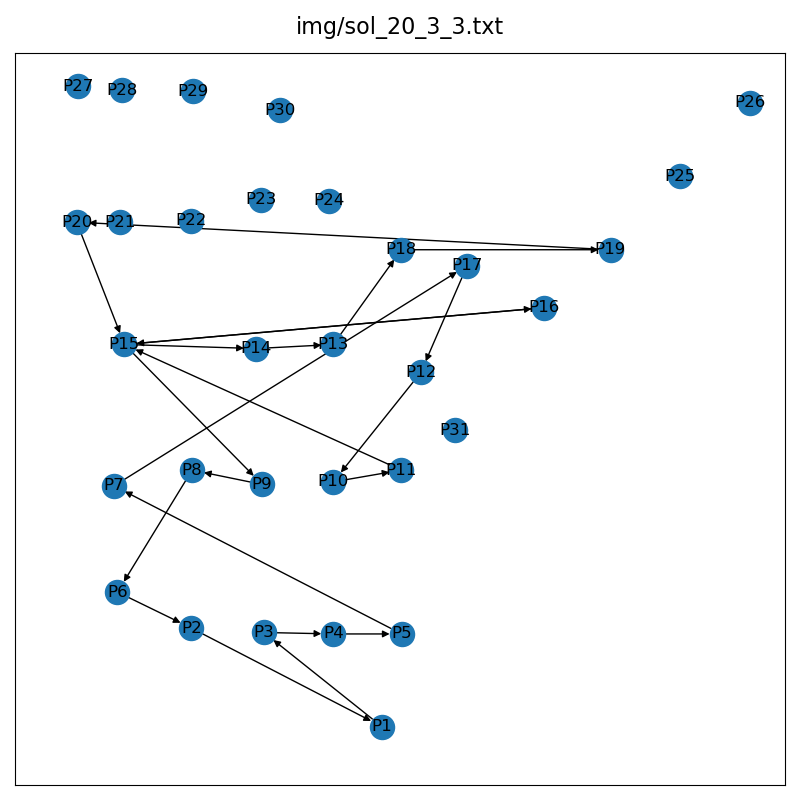 img/sol_20_3_3.txt
P27 P28 P29 P30 P26
P25
P23 P24
P20 P21 P22
P18 P17 P19
P16
P15 P14 P13
P12
P31
P7 P8 P9 P10 P11
P6
P2 P3 P4 P5
P1